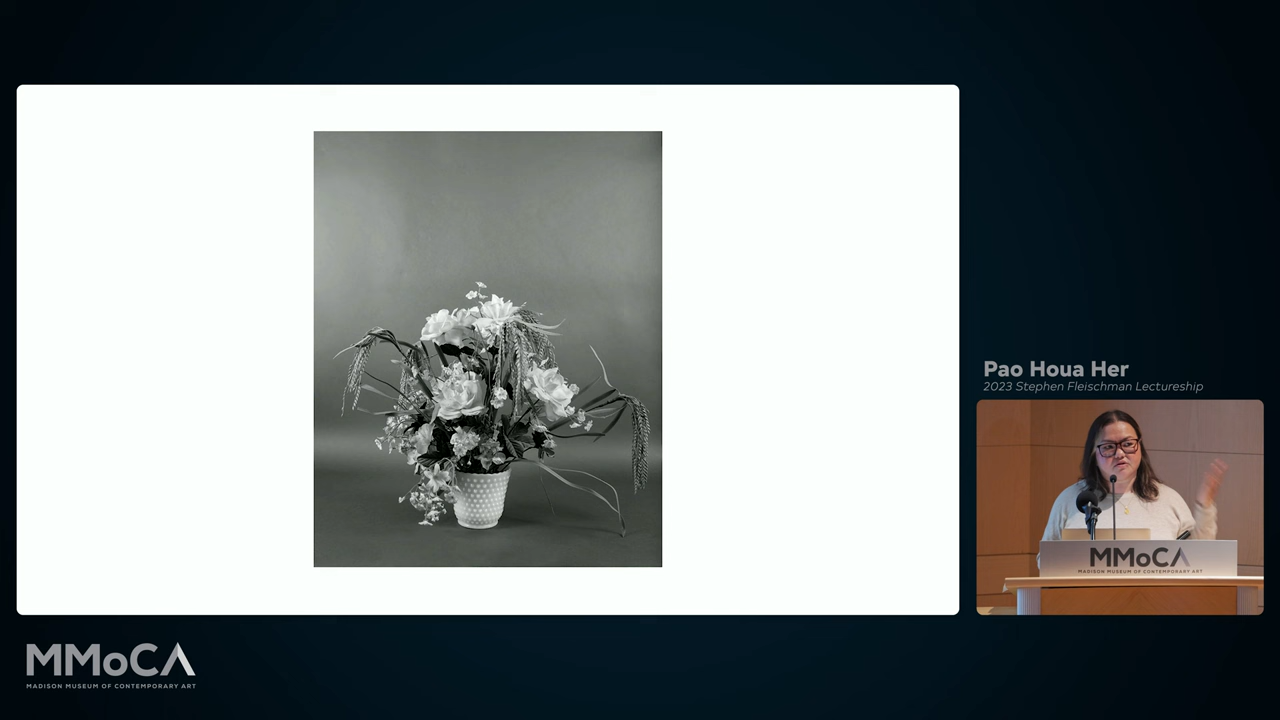 Pao Houa Her
2023 Stephen Fleischman Lectureship
MMoCA
MADISON MUSEUM OF CONTEMPORARY ART
MMoCA
MADISON MUSEUM OF CONTEMPORARY ART